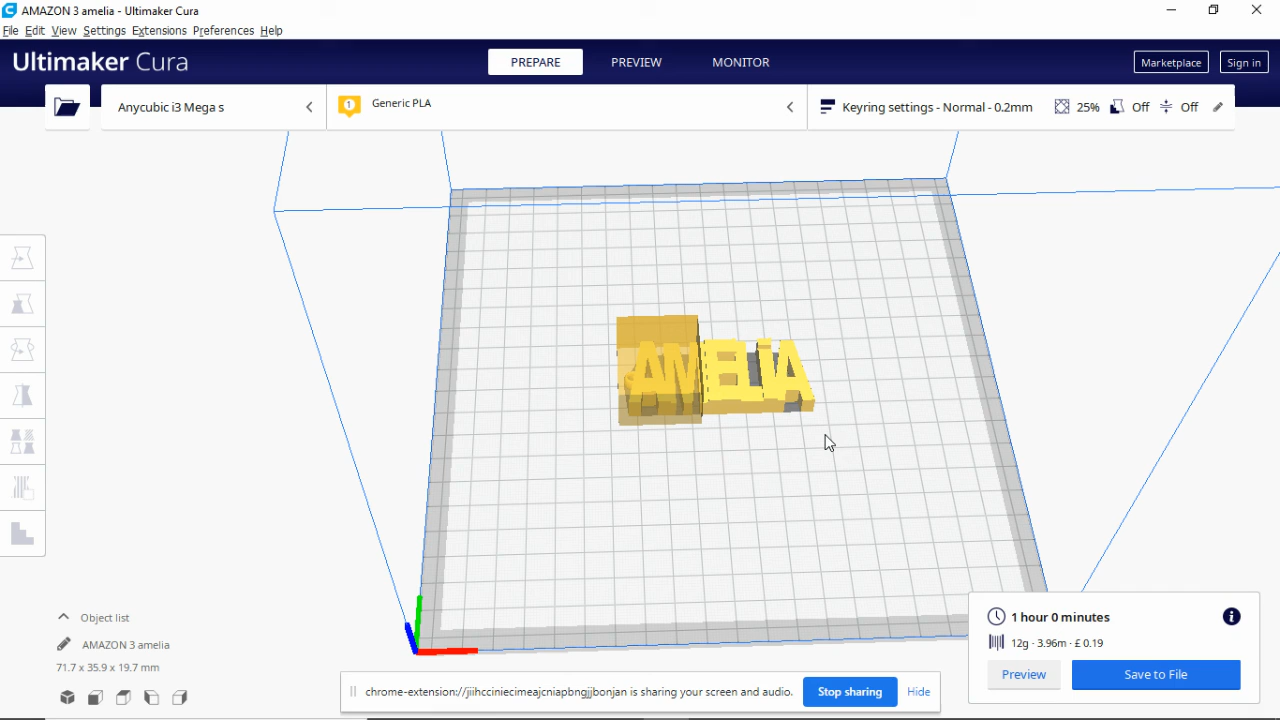 AMAZON 3 amelia - Ultimaker Cura
File Edit View Settings Extensions Preferences Help
Ultimaker Cura
PREPARE
PREVIEW
MONITOR
Marketplace
Sign in
Anycubic i3 Mega s
1
Generic PLA
Keyring settings - Normal - 0.2mm
25%
Off
Off
AMELIA
Object list
AMAZON 3 amelia
71.7 x 35.9 x 19.7 mm
1 hour 0 minutes
12g · 3.96m · £ 0.19
Preview
Save to File
chrome-extension://jiihcciniecimeajcniapbngjjbonjan is sharing your screen and audio.
Stop sharing
Hide